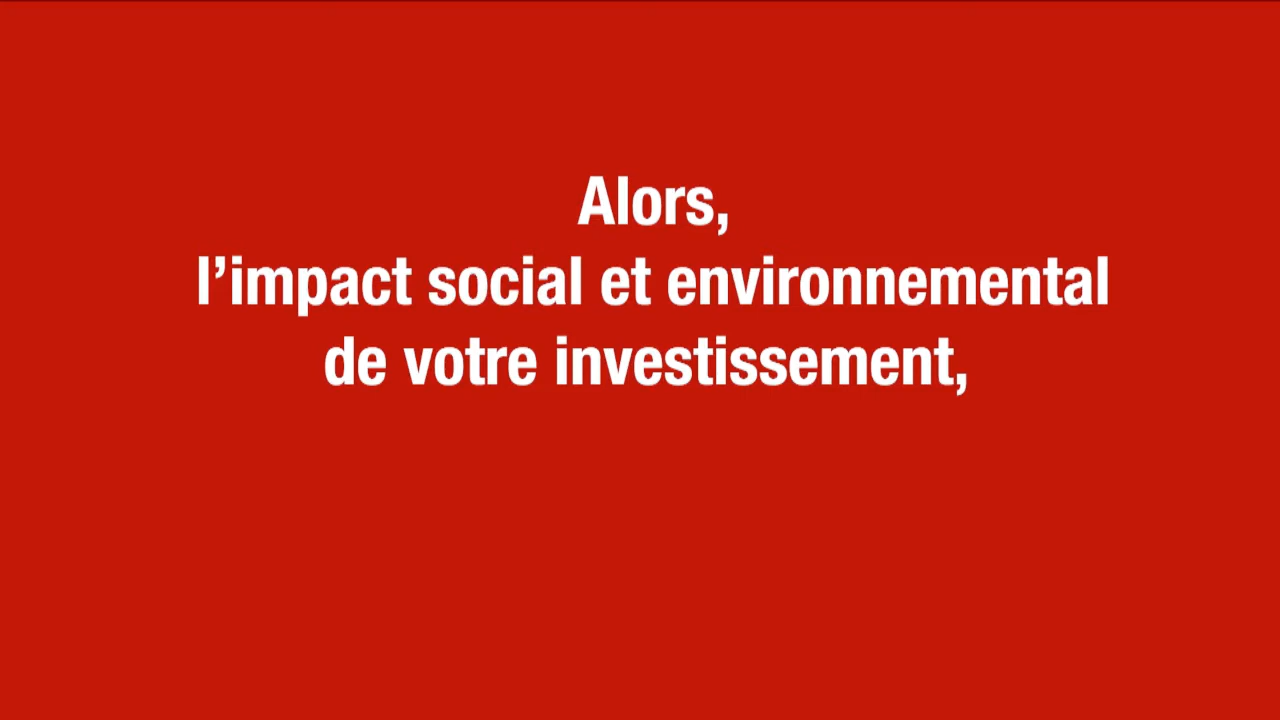 Alors,
l’impact social et environnemental
de votre investissement,